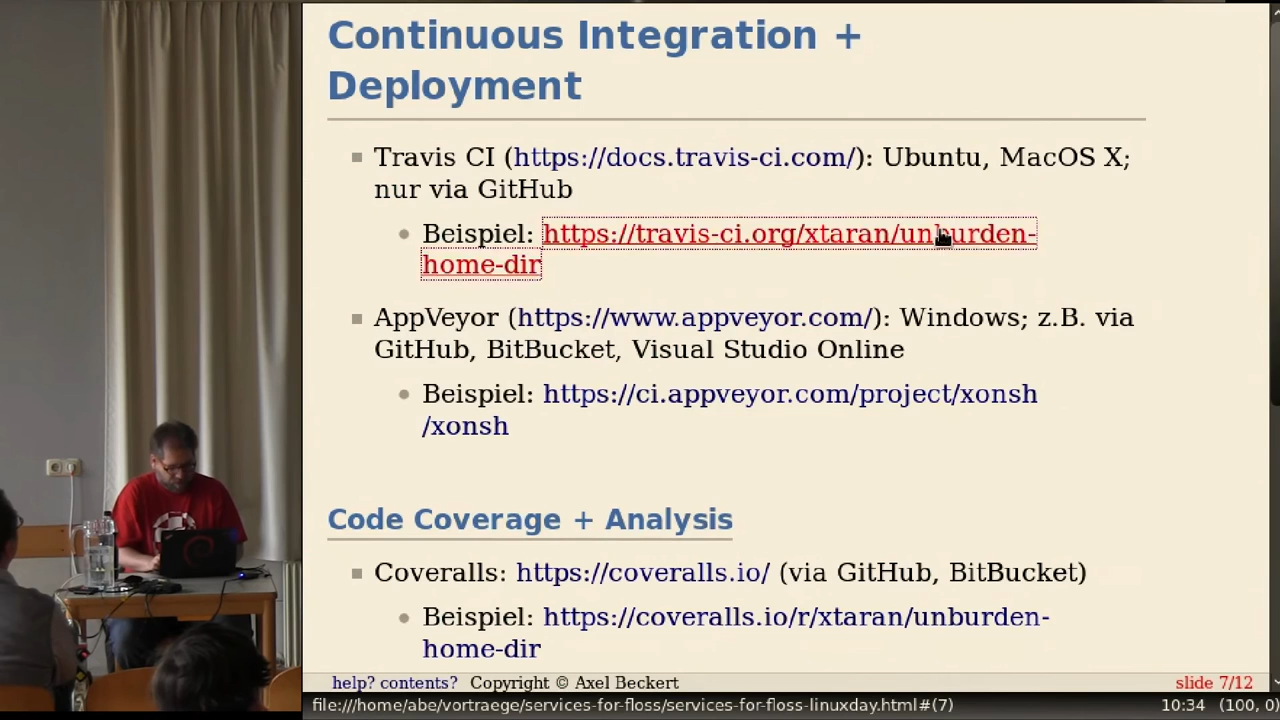 Continuous Integration +
Deployment
Travis CI (https://docs.travis-ci.com/): Ubuntu, MacOS X;
nur via GitHub
Beispiel: https://travis-ci.org/xtaran/unburden-
home-dir
AppVeyor (https://www.appveyor.com/): Windows; z.B. via
GitHub, BitBucket, Visual Studio Online
Beispiel: https://ci.appveyor.com/project/xonsh
/xonsh
Code Coverage + Analysis
Coveralls: https://coveralls.io/ (via GitHub, BitBucket)
Beispiel: https://coveralls.io/r/xtaran/unburden-
home-dir
help? contents? Copyright © Axel Beckert slide 7/12
file:///home/abe/vortraege/services-for-floss/services-for-floss-linuxday.html#(7) 10:34 (100, 0)